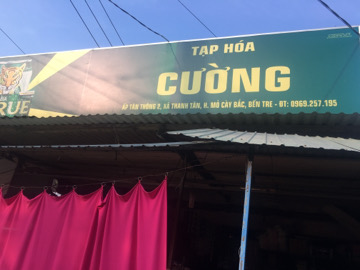 TẠP HÓA
CƯỜNG
RUE
ẤP TÂN THÔNG 2, XÃ THANH TÂN, H. MỎ CÀY BẮC, BẾN TRE - ĐT: 0969.257.195